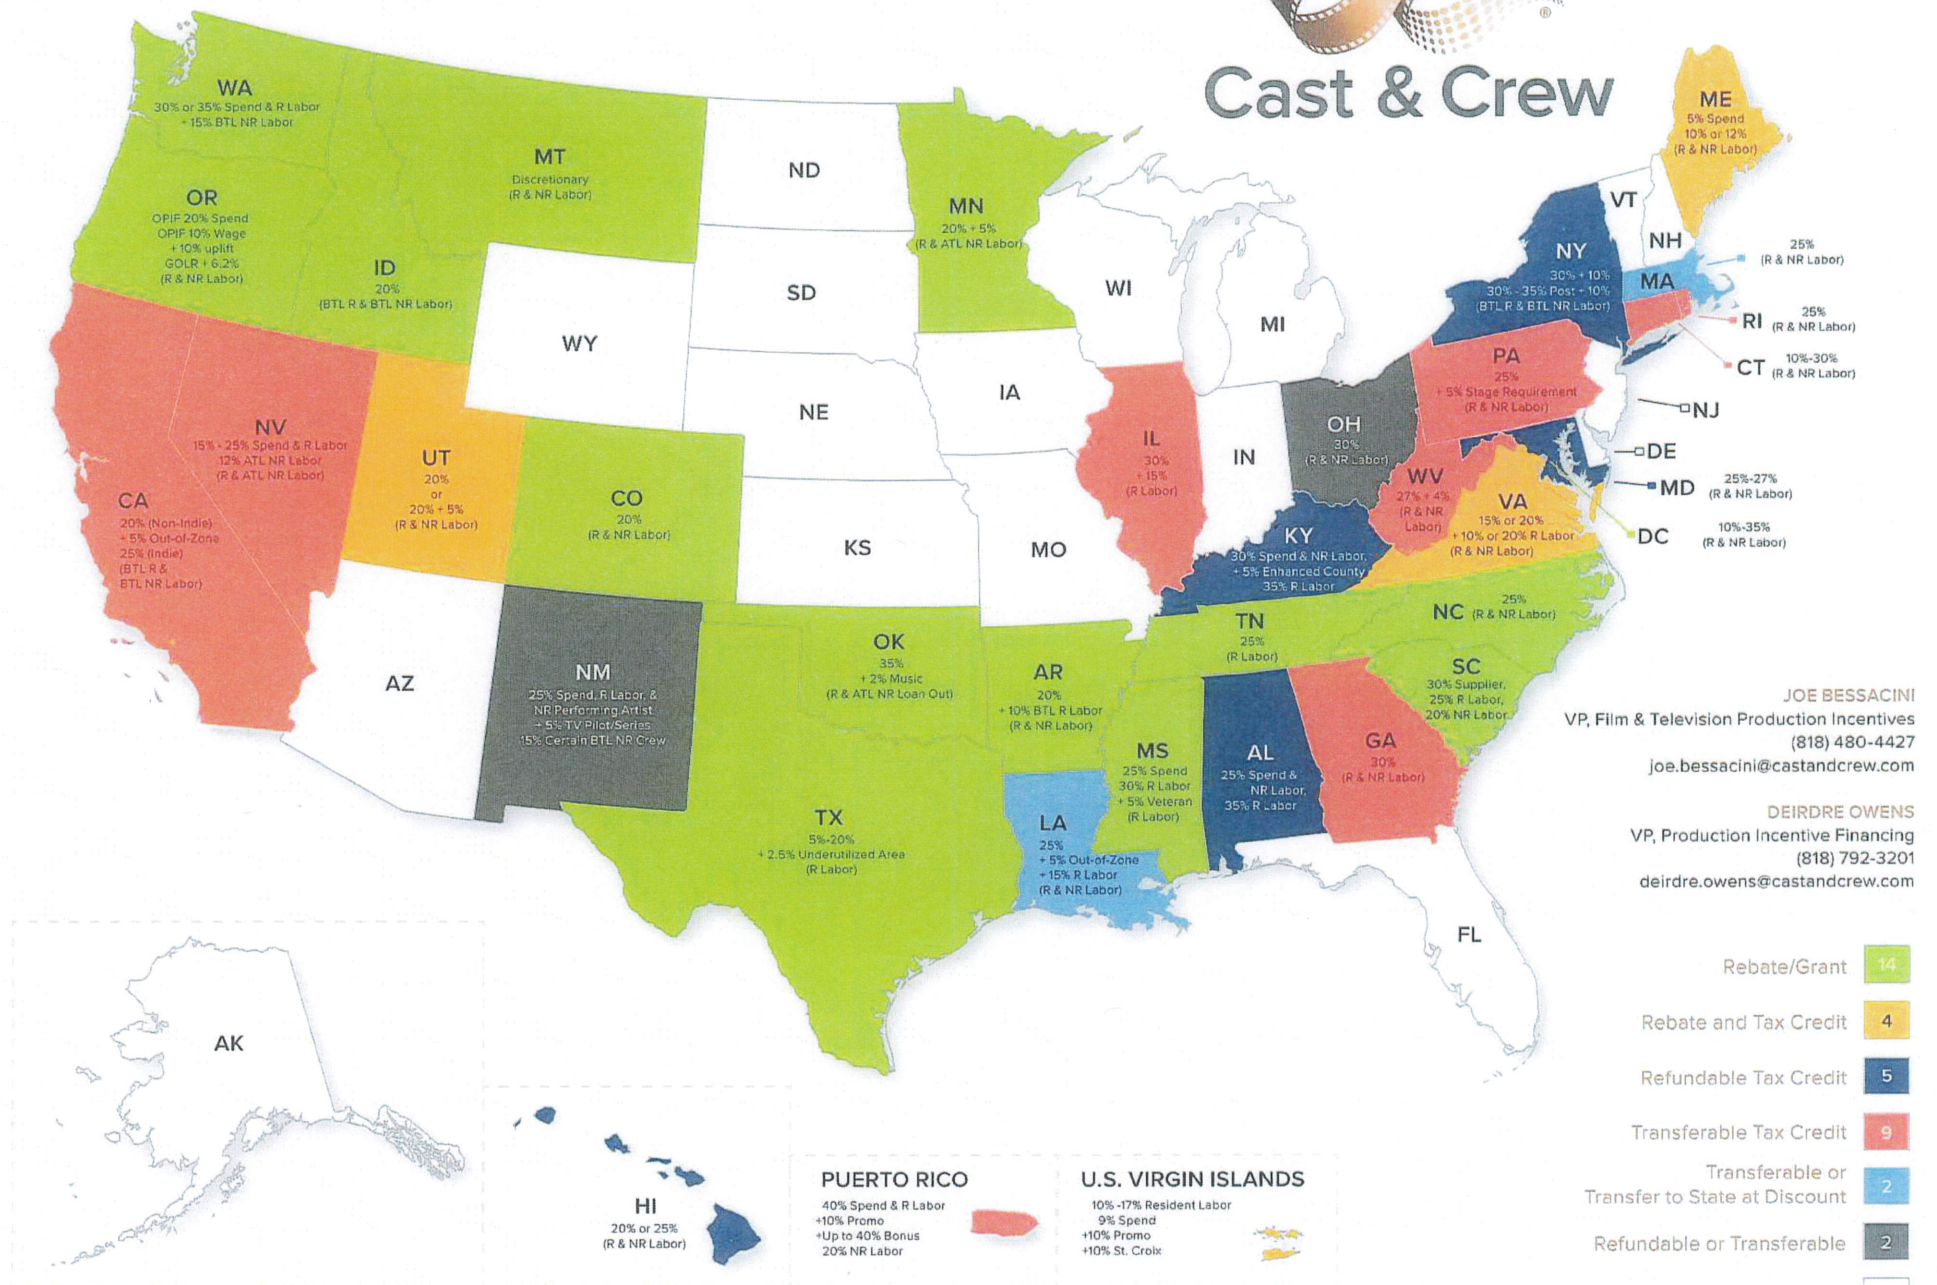 ®
Cast & Crew
WA
30% or 35% Spend & R Labor
+ 15% BTL NR Labor
OR
OPIF 20% Spend
OPIF 10% Wage
+ 10% uplift
GOLR + 6.2%
(R & NR Labor)
ID
20%
(BTL R & BTL NR Labor)
MT
Discretionary
(R & NR Labor)
ND
SD
MN
20% + 5%
(R & ATL NR Labor)
WI
MI
ME
5% Spend
10% or 12%
(R & NR Labor)
VT
NH
NY
30% + 10%
30% - 35% Post + 10%
(BTL R & BTL NR Labor)
MA
25%
(R & NR Labor)
RI
25%
(R & NR Labor)
CT
10%-30%
(R & NR Labor)
NJ
DE
MD
25%-27%
(R & NR Labor)
DC
10%-35%
(R & NR Labor)
WY
NE
IA
IL
30%
+ 15%
(R Labor)
IN
OH
30%
(R & NR Labor)
PA
25%
+ 5% Stage Requirement
(R & NR Labor)
WV
27% + 4%
(R & NR
Labor)
VA
15% or 20%
+ 10% or 20% R Labor
(R & NR Labor)
CA
20% (Non-Indie)
+ 5% Out-of-Zone
25% (Indie)
(BTL R &
BTL NR Labor)
NV
15% - 25% Spend & R Labor
12% ATL NR Labor
(R & ATL NR Labor)
UT
20%
or
20% + 5%
(R & NR Labor)
CO
20%
(R & NR Labor)
KS
MO
KY
30% Spend & NR Labor,
+ 5% Enhanced County
35% R Labor
TN
25%
(R Labor)
NC
25%
(R & NR Labor)
SC
30% Supplier,
25% R Labor,
20% NR Labor
AZ
NM
25% Spend, R Labor, &
NR Performing Artist
+ 5% TV Pilot/Series
15% Certain BTL NR Crew
OK
35%
+ 2% Music
(R & ATL NR Loan Out)
AR
20%
+ 10% BTL R Labor
(R & NR Labor)
TX
5%-20%
+ 2.5% Underutilized Area
(R Labor)
LA
25%
+ 5% Out-of-Zone
+ 15% R Labor
(R & NR Labor)
MS
25% Spend
30% R Labor
+ 5% Veteran
(R Labor)
AL
25% Spend &
NR Labor,
35% R Labor
GA
30%
(R & NR Labor)
FL
AK
HI
20% or 25%
(R & NR Labor)
PUERTO RICO
40% Spend & R Labor
+10% Promo
+Up to 40% Bonus
20% NR Labor
U.S. VIRGIN ISLANDS
10% -17% Resident Labor
9% Spend
+10% Promo
+10% St. Croix
JOE BESSACINI
VP, Film & Television Production Incentives
(818) 480-4427
joe.bessacini@castandcrew.com
DEIRDRE OWENS
VP, Production Incentive Financing
(818) 792-3201
deirdre.owens@castandcrew.com
Rebate/Grant 14
Rebate and Tax Credit 4
Refundable Tax Credit 5
Transferable Tax Credit 9
Transferable or
Transfer to State at Discount 2
Refundable or Transferable 2